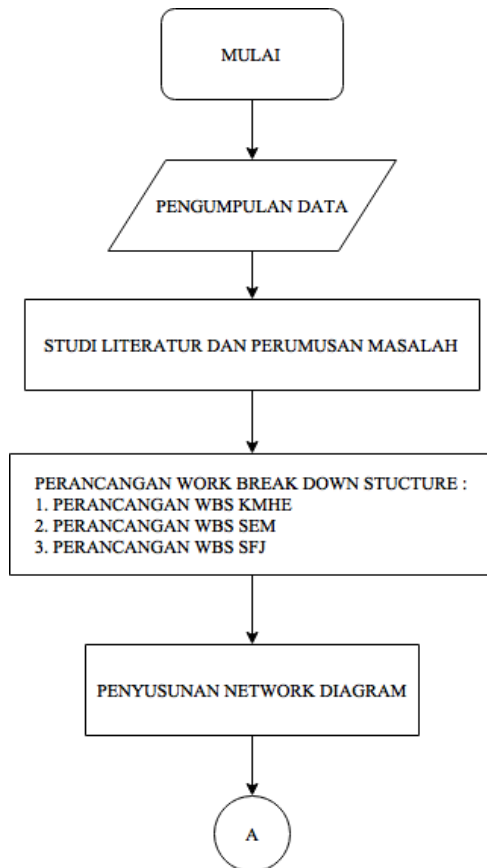 MULAI
PENGUMPULAN DATA
STUDI LITERATUR DAN PERUMUSAN MASALAH
PERANCANGAN WORK BREAK DOWN STUCTURE :
1. PERANCANGAN WBS KMHE
2. PERANCANGAN WBS SEM
3. PERANCANGAN WBS SFJ
PENYUSUNAN NETWORK DIAGRAM
A